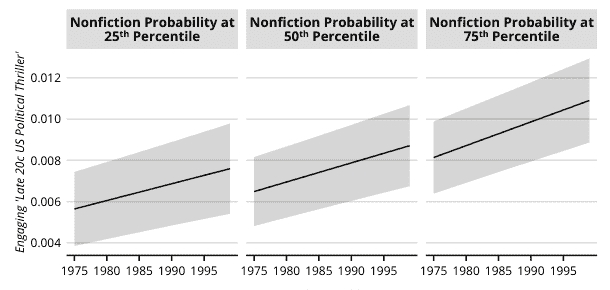 Nonfiction Probability at
25th Percentile
Nonfiction Probability at
50th Percentile
Nonfiction Probability at
75th Percentile
Engaging 'Late 20c US Political Thriller'
0.012
0.010
0.008
0.006
0.004
1975 1980 1985 1990 1995
1975 1980 1985 1990 1995
1975 1980 1985 1990 1995